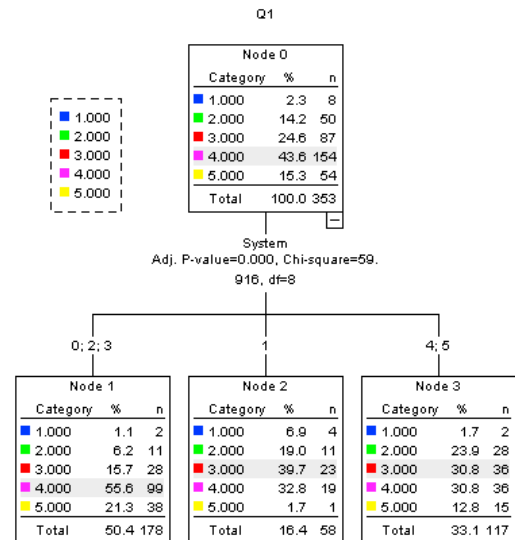 Q1
1.000
2.000
3.000
4.000
5.000
Node 0
Category % n
1.000 2.3 8
2.000 14.2 50
3.000 24.6 87
4.000 43.6 154
5.000 15.3 54
Total 100.0 353
System
Adj. P-value=0.000, Chi-square=59.
916, df=8
0; 2; 3
1
4; 5
Node 1
Category % n
1.000 1.1 2
2.000 6.2 11
3.000 15.7 28
4.000 55.6 99
5.000 21.3 38
Total 50.4 178
Node 2
Category % n
1.000 6.9 4
2.000 19.0 11
3.000 39.7 23
4.000 32.8 19
5.000 1.7 1
Total 16.4 58
Node 3
Category % n
1.000 1.7 2
2.000 23.9 28
3.000 30.8 36
4.000 30.8 36
5.000 12.8 15
Total 33.1 117